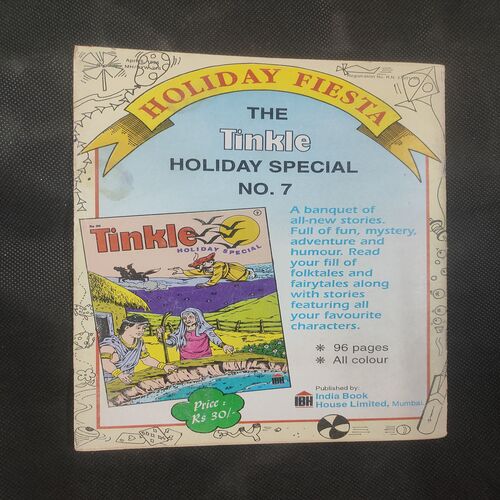 HOLIDAY FIESTA
THE
Tinkle
HOLIDAY SPECIAL
NO. 7
Tinkle
HOLIDAY SPECIAL
7
IBH
A banquet of
all-new stories.
Full of fun, mystery,
adventure and
humour. Read
your fill of
folktales and
fairytales along
with stories
featuring all
your favourite
characters.
✳ 96 pages
✳ All colour
Price :
Rs 30/-
Published by:
IBH
India Book
House Limited, Mumbai.